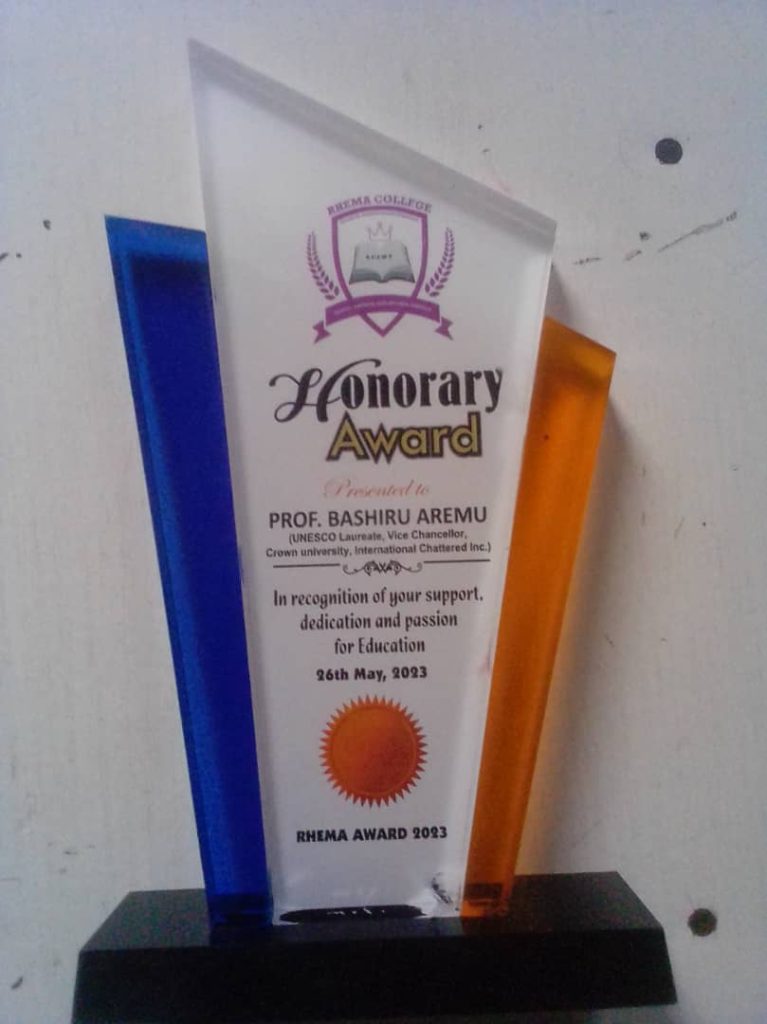 RHEMA COLLEGE
Honorary
Award
Presented to
PROF. BASHIRU AREMU
(UNESCO Laureate, Vice Chancellor,
Crown university, International Chattered Inc.)
In recognition of your support,
dedication and passion
for Education
26th May, 2023
RHEMA AWARD 2023